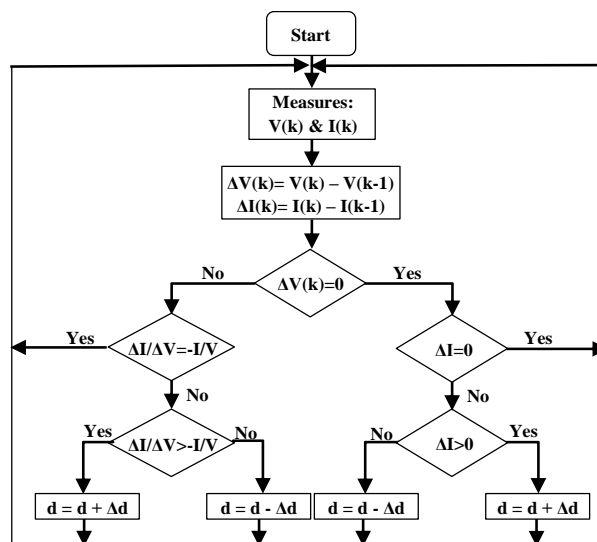 Start
Measures:
V(k) & I(k)
ΔV(k)= V(k) – V(k-1)
ΔI(k)= I(k) – I(k-1)
No
Yes
ΔV(k)=0
Yes
ΔI/ΔV=-I/V
ΔI=0
Yes
No
No
Yes
ΔI/ΔV>-I/V
No
No
ΔI>0
Yes
d = d + Δd
d = d - Δd
d = d - Δd
d = d + Δd